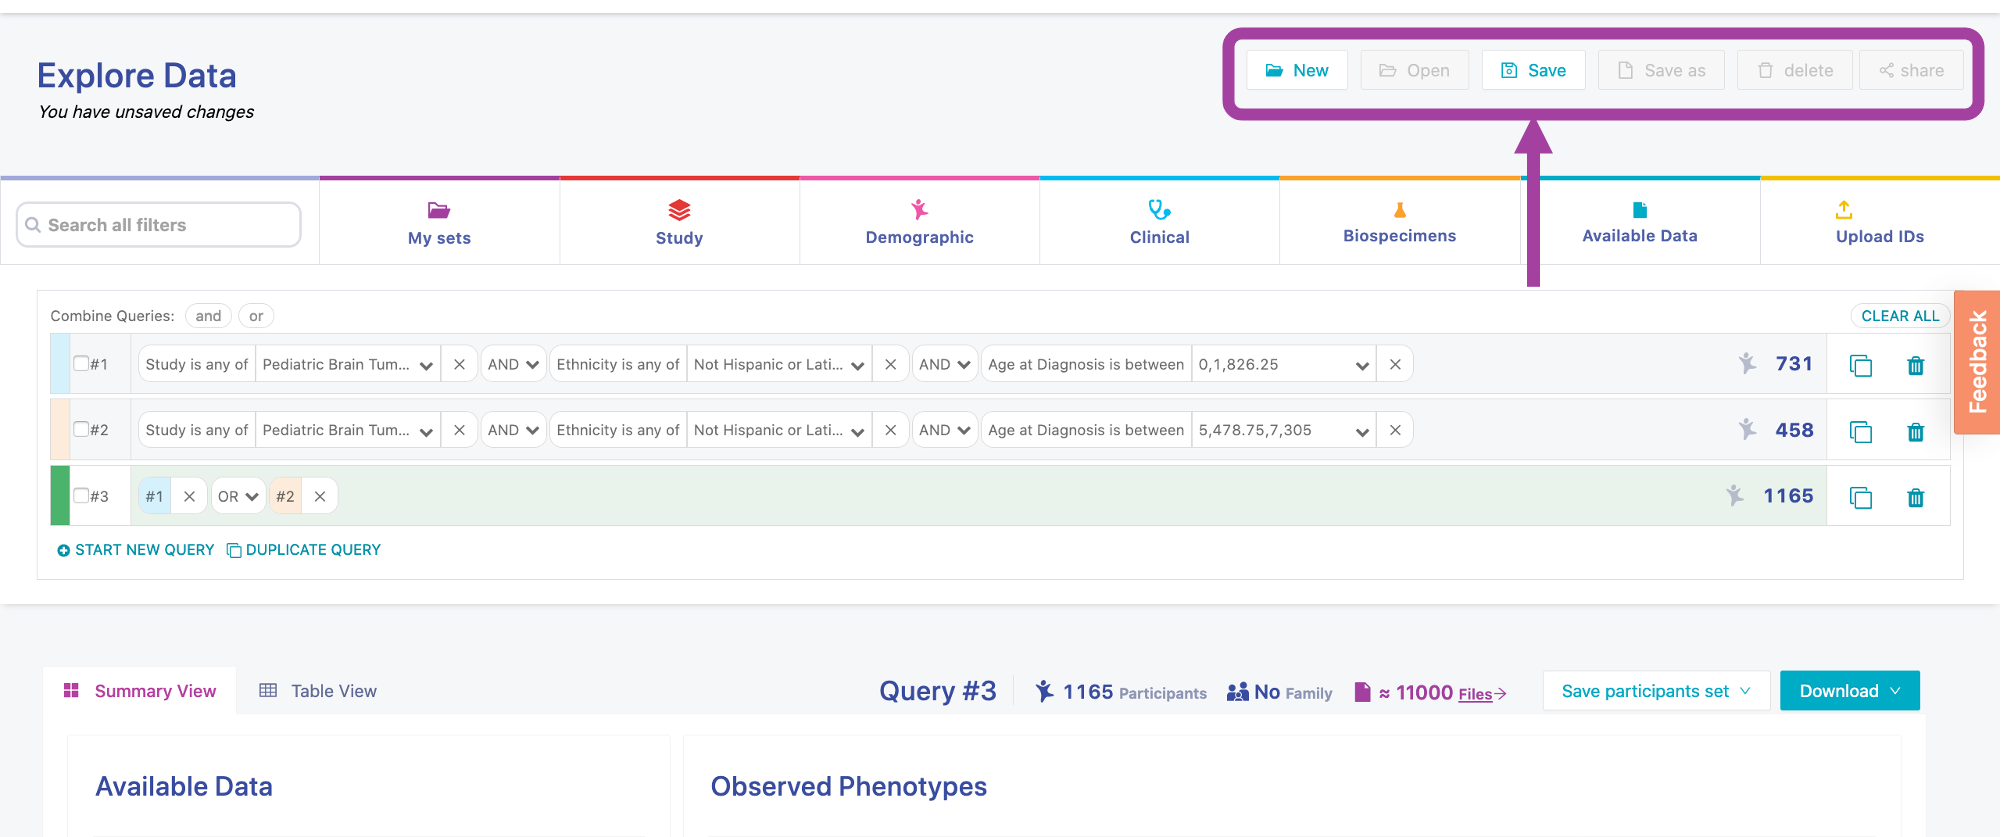 Explore Data
You have unsaved changes
New Open Save Save as delete share
Search all filters
My sets Study Demographic Clinical Biospecimens Available Data Upload IDs
Combine Queries: and or CLEAR ALL
#1 Study is any of Pediatric Brain Tum... AND Ethnicity is any of Not Hispanic or Lati... AND Age at Diagnosis is between 0,1,826.25 731
#2 Study is any of Pediatric Brain Tum... AND Ethnicity is any of Not Hispanic or Lati... AND Age at Diagnosis is between 5,478.75,7,305 458
#3 #1 OR #2 1165
START NEW QUERY DUPLICATE QUERY
Feedback
Summary View Table View Query #3 1165 Participants No Family ≈ 11000 Files→ Save participants set Download
Available Data Observed Phenotypes